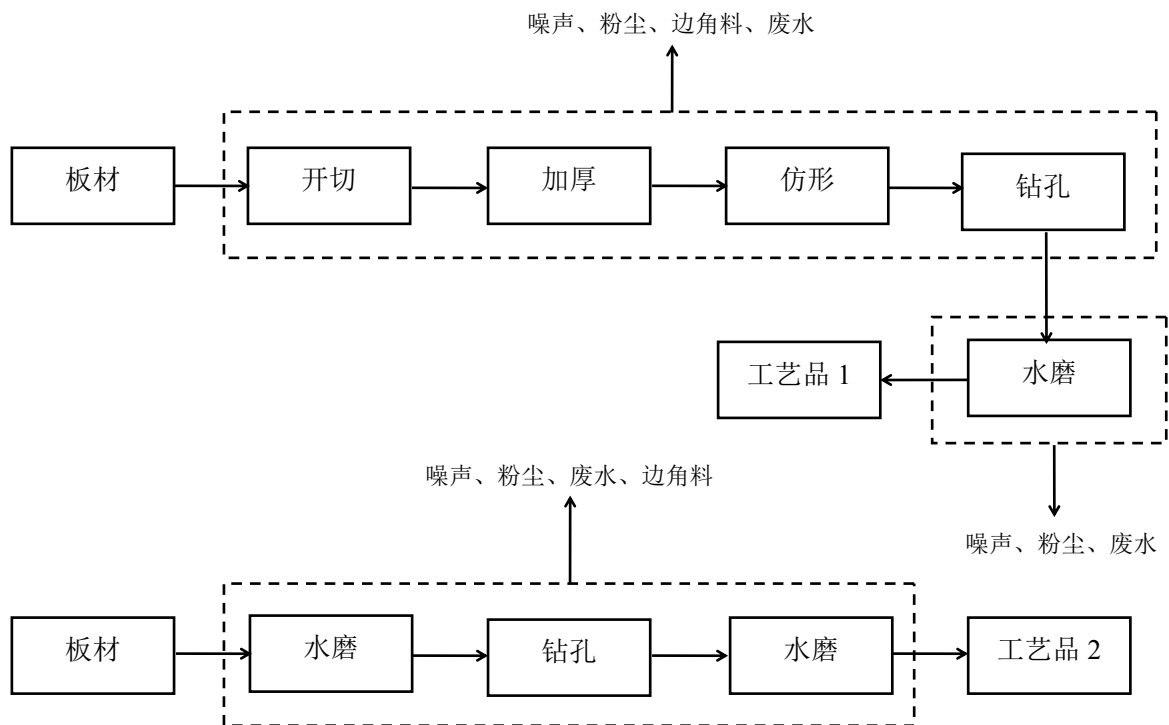 噪声、粉尘、边角料、废水
板材
开切
加厚
仿形
钻孔
工艺品 1
水磨
噪声、粉尘、废水、边角料
噪声、粉尘、废水
板材
水磨
钻孔
水磨
工艺品 2